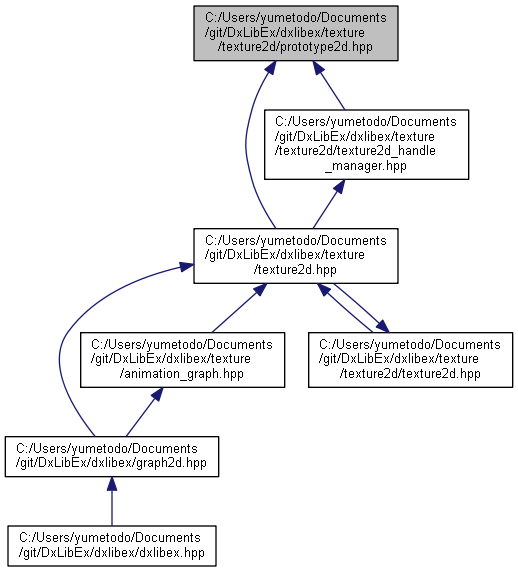 C:/Users/yumetodo/Documents
/git/DxLibEx/dxlibex/texture
/texture2d/prototype2d.hpp
C:/Users/yumetodo/Documents
/git/DxLibEx/dxlibex/texture
/texture2d/texture2d_handle
_manager.hpp
C:/Users/yumetodo/Documents
/git/DxLibEx/dxlibex/texture
/texture2d.hpp
C:/Users/yumetodo/Documents
/git/DxLibEx/dxlibex/texture
/animation_graph.hpp
C:/Users/yumetodo/Documents
/git/DxLibEx/dxlibex/texture
/texture2d/texture2d.hpp
C:/Users/yumetodo/Documents
/git/DxLibEx/dxlibex/graph2d.hpp
C:/Users/yumetodo/Documents
/git/DxLibEx/dxlibex/dxlibex.hpp